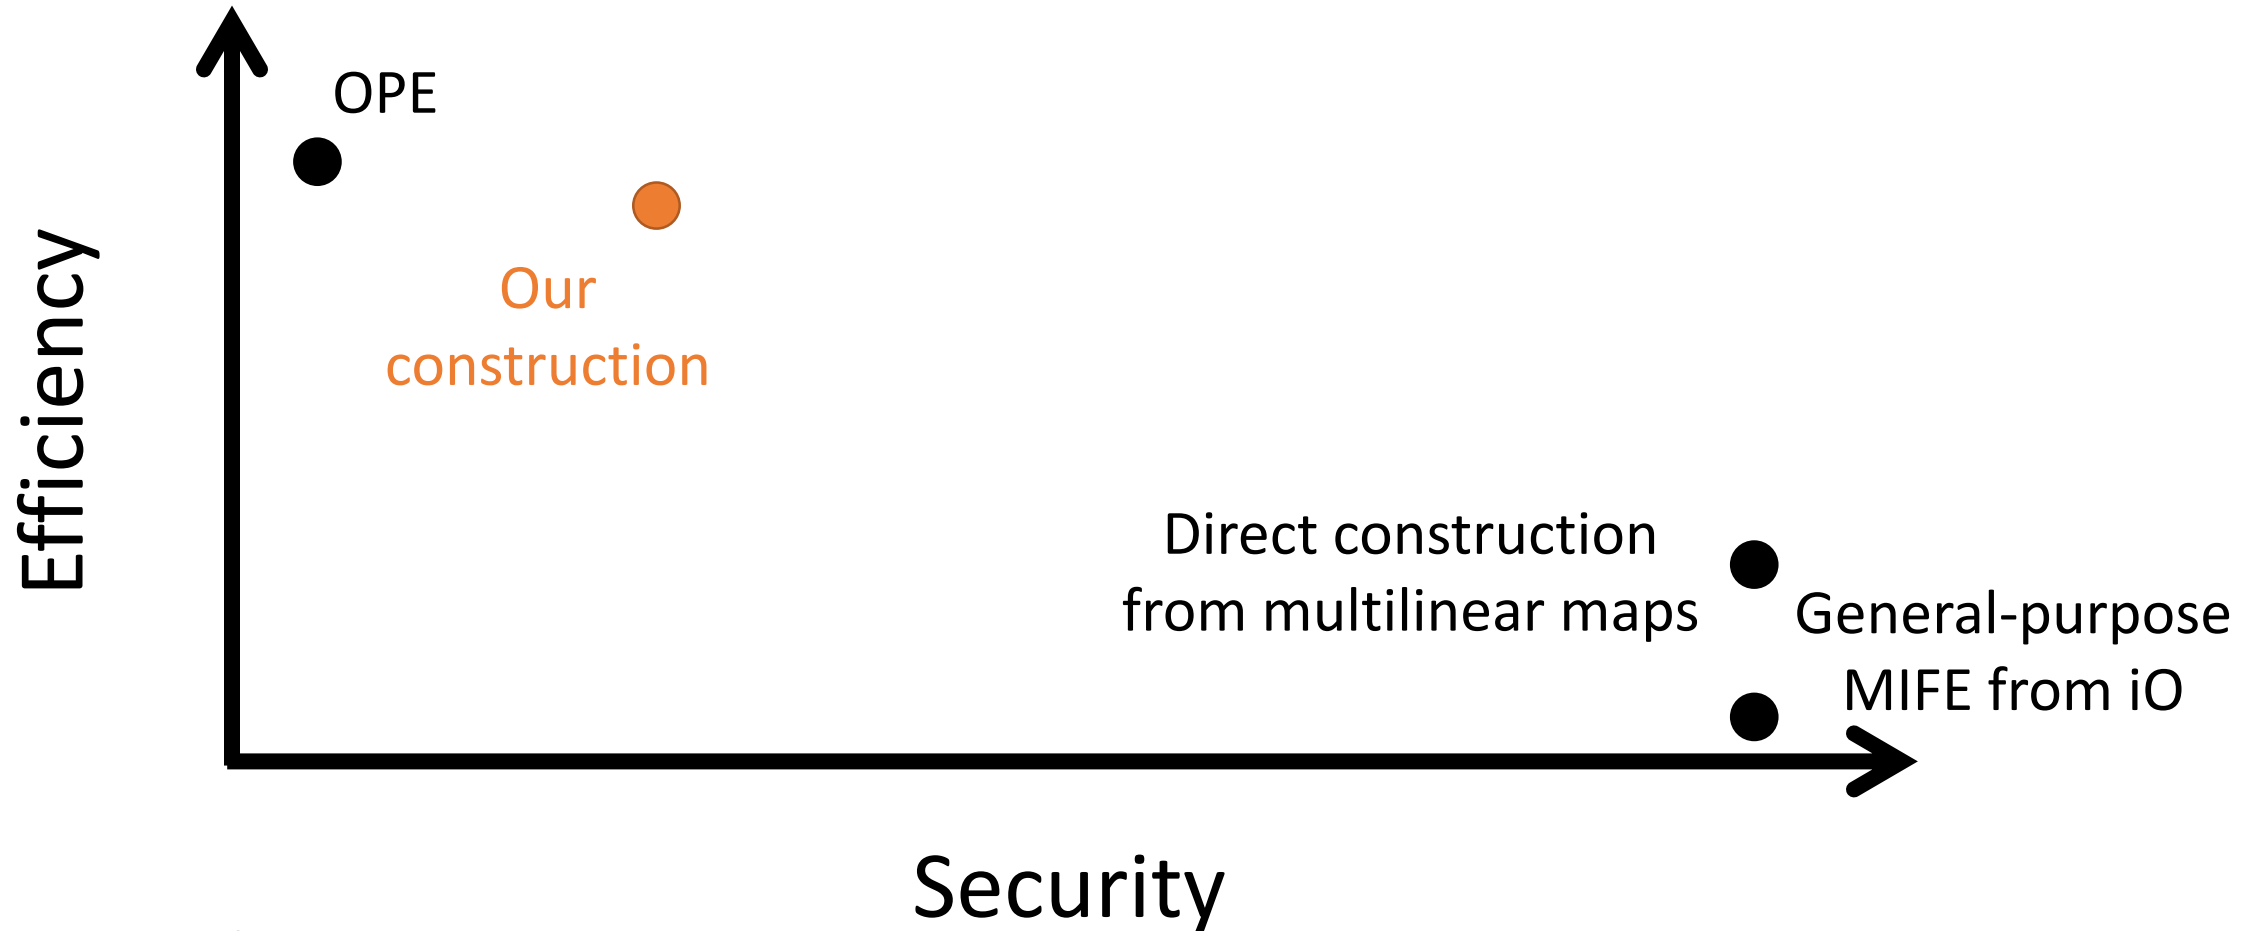 OPE
Our
construction
Efficiency
Direct construction
from multilinear maps
General-purpose
MIFE from iO
Security